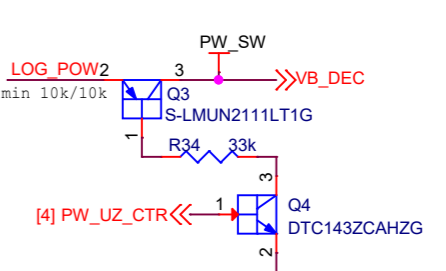 PW_SW
LOG_POW 2 3 VB_DEC
min 10k/10k Q3
S-LMUN2111LT1G
1
R34 33k
3
Q4
[4] PW_UZ_CTR 1
DTC143ZCAHZG
2